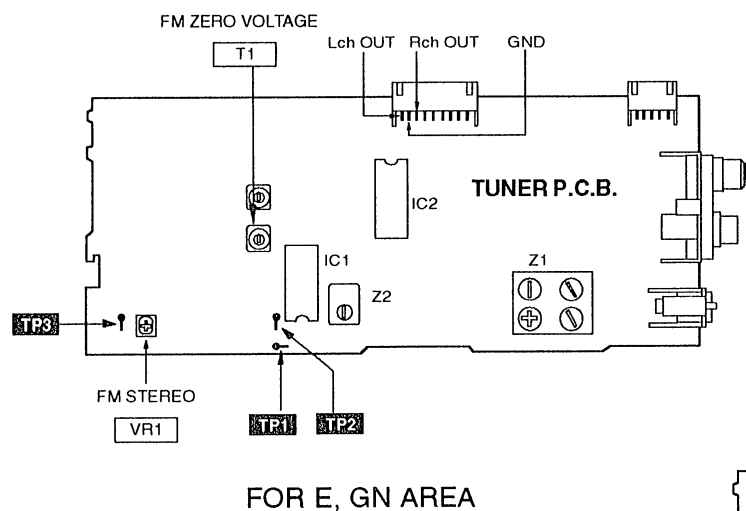 FM ZERO VOLTAGE
T1
Lch OUT
Rch OUT
GND
TUNER P.C.B.
IC2
IC1
Z2
Z1
TP3
FM STEREO
VR1
TP1
TP2
FOR E, GN AREA